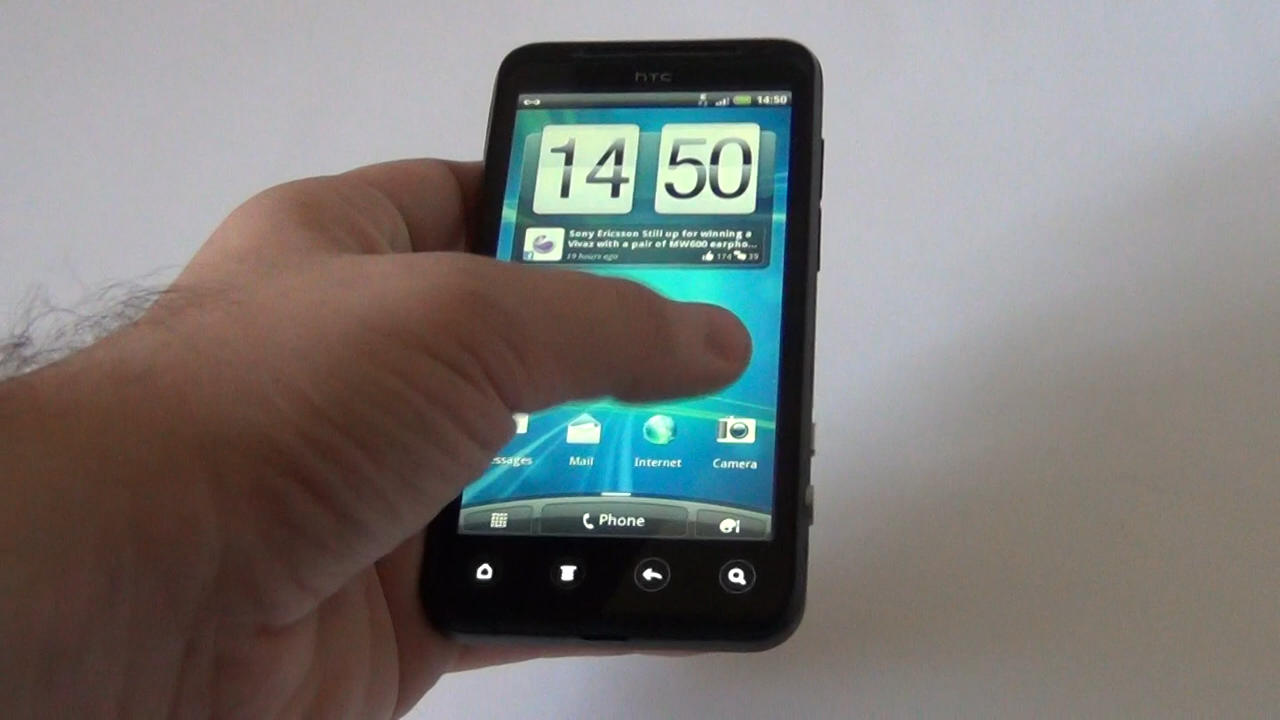 hTC
14:50
14 50
Sony Ericsson Still up for winning a
Vivaz with a pair of MW600 earpho...
19 hours ago 174 39
ssages Mail Internet Camera
Phone